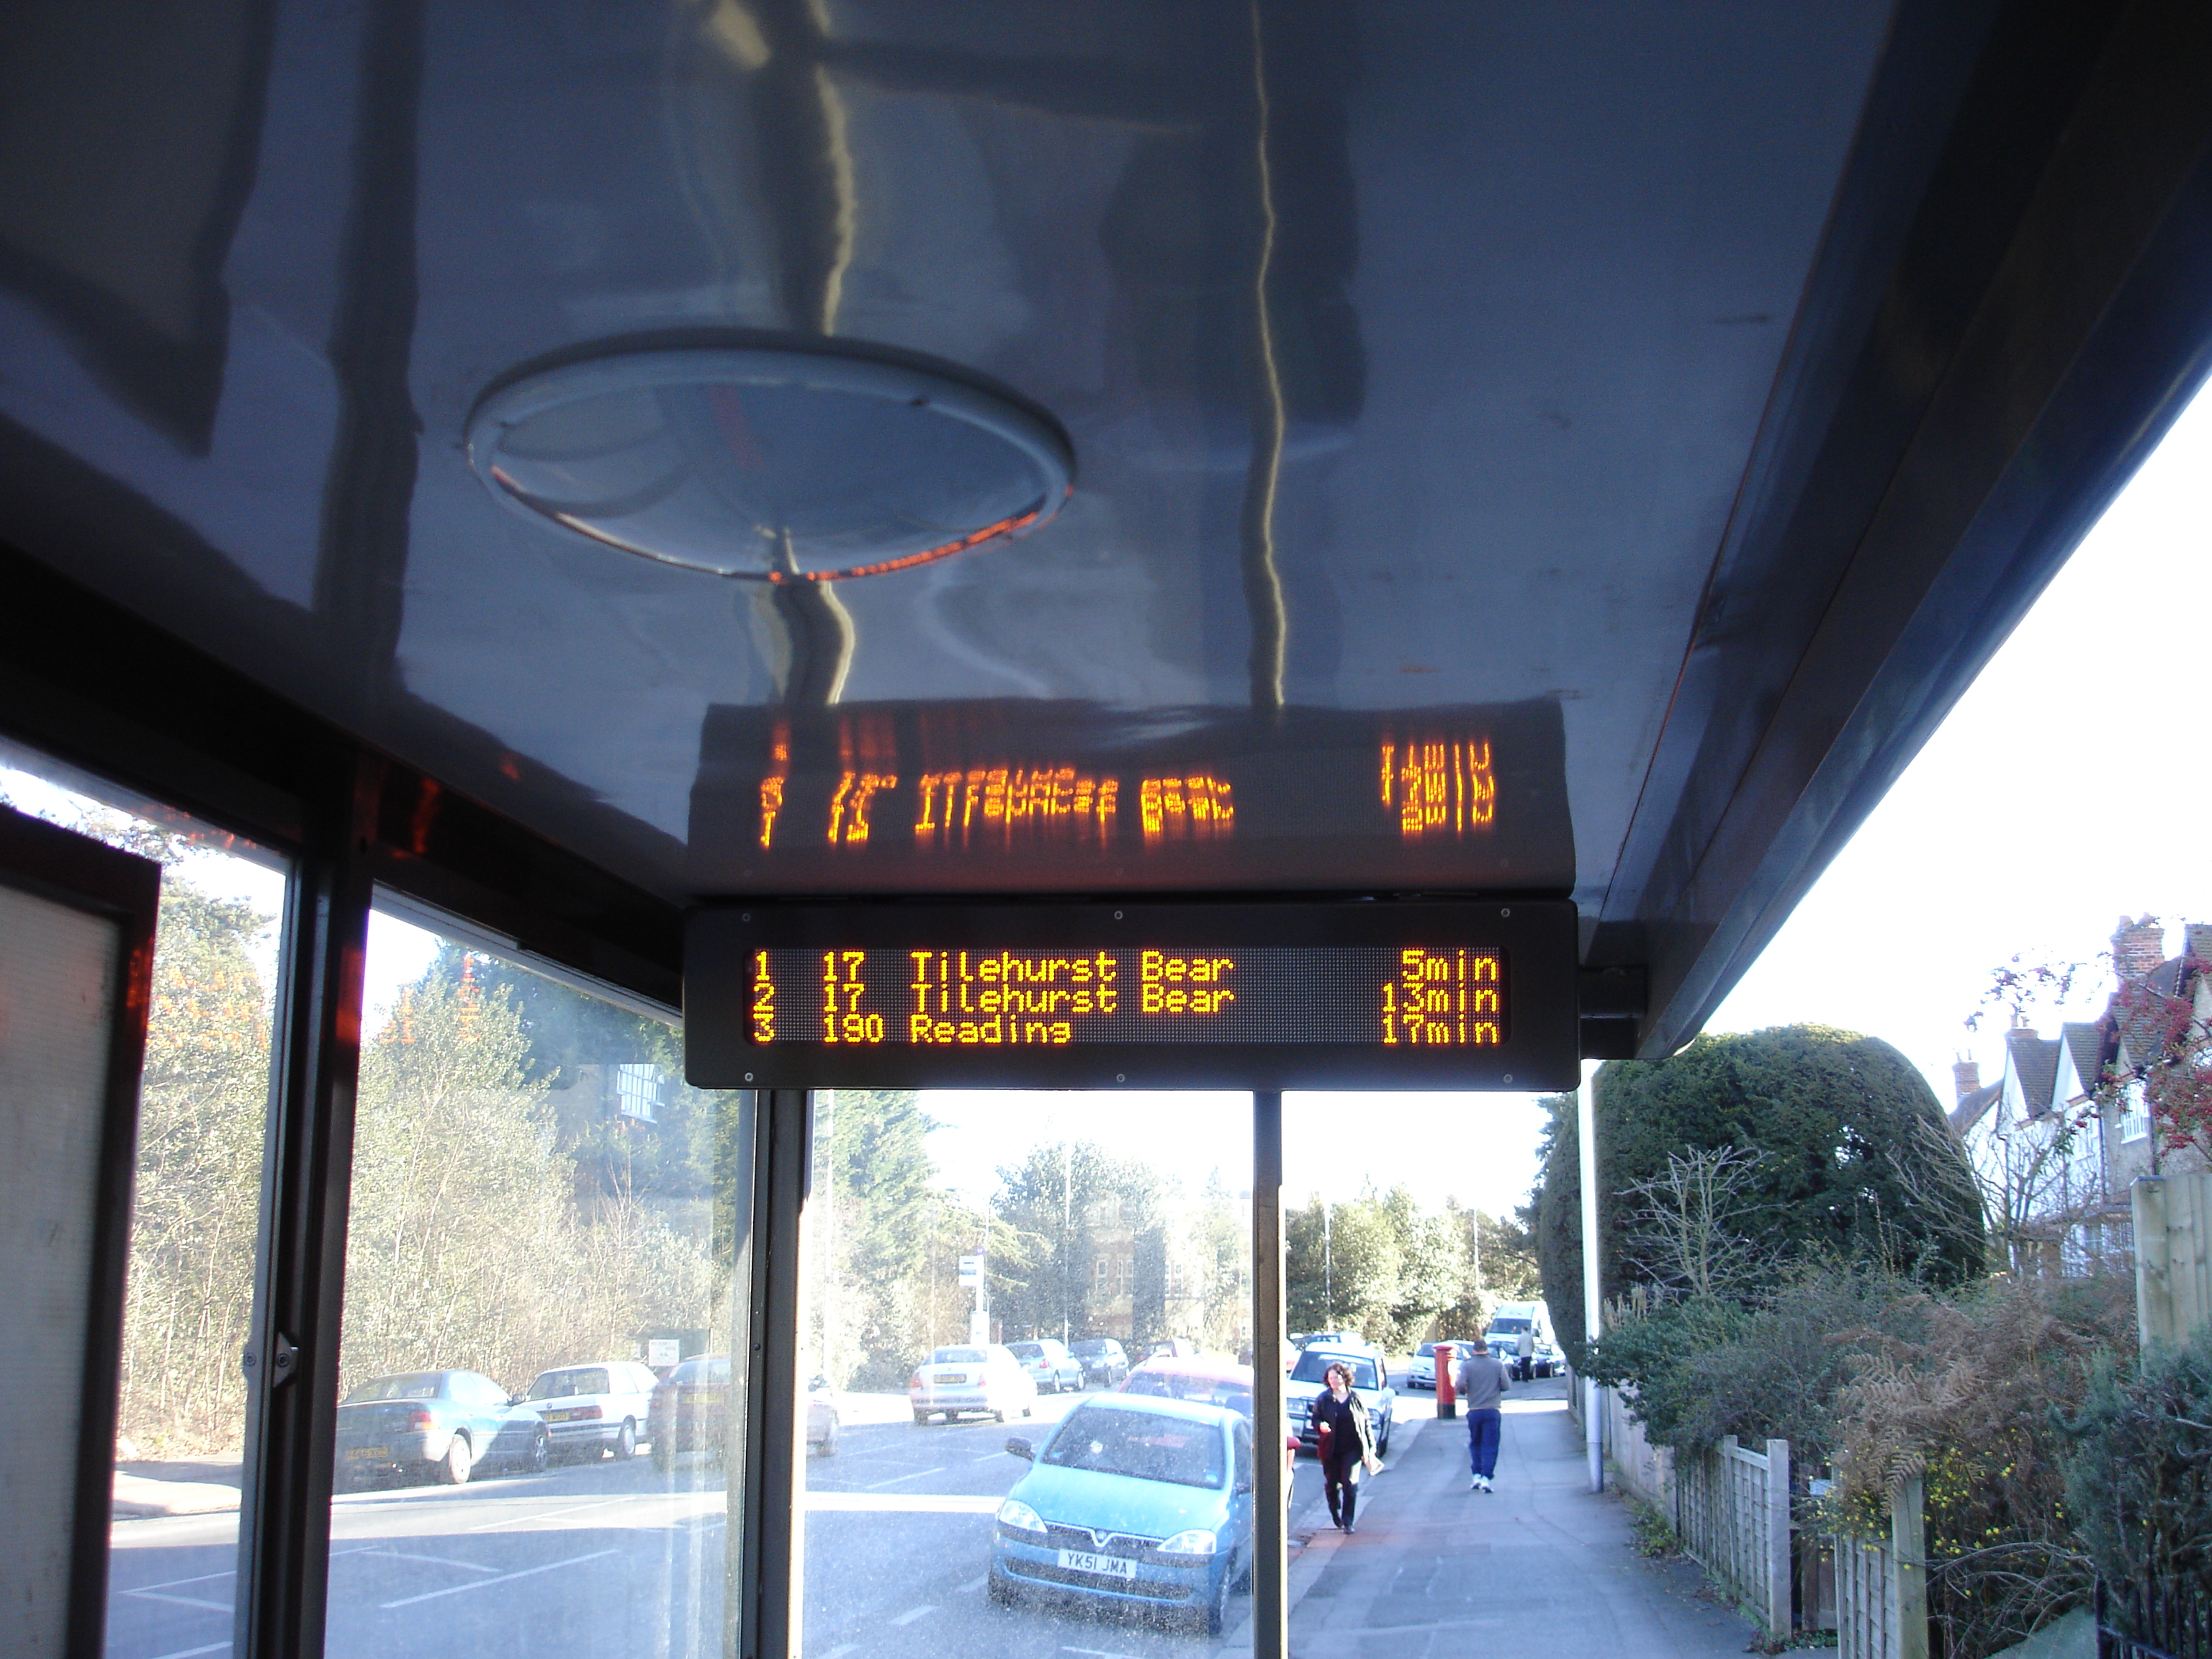 1 17 Tilehurst Bear 5min
2 17 Tilehurst Bear 13min
3 190 Reading 17min
YK51 JMA